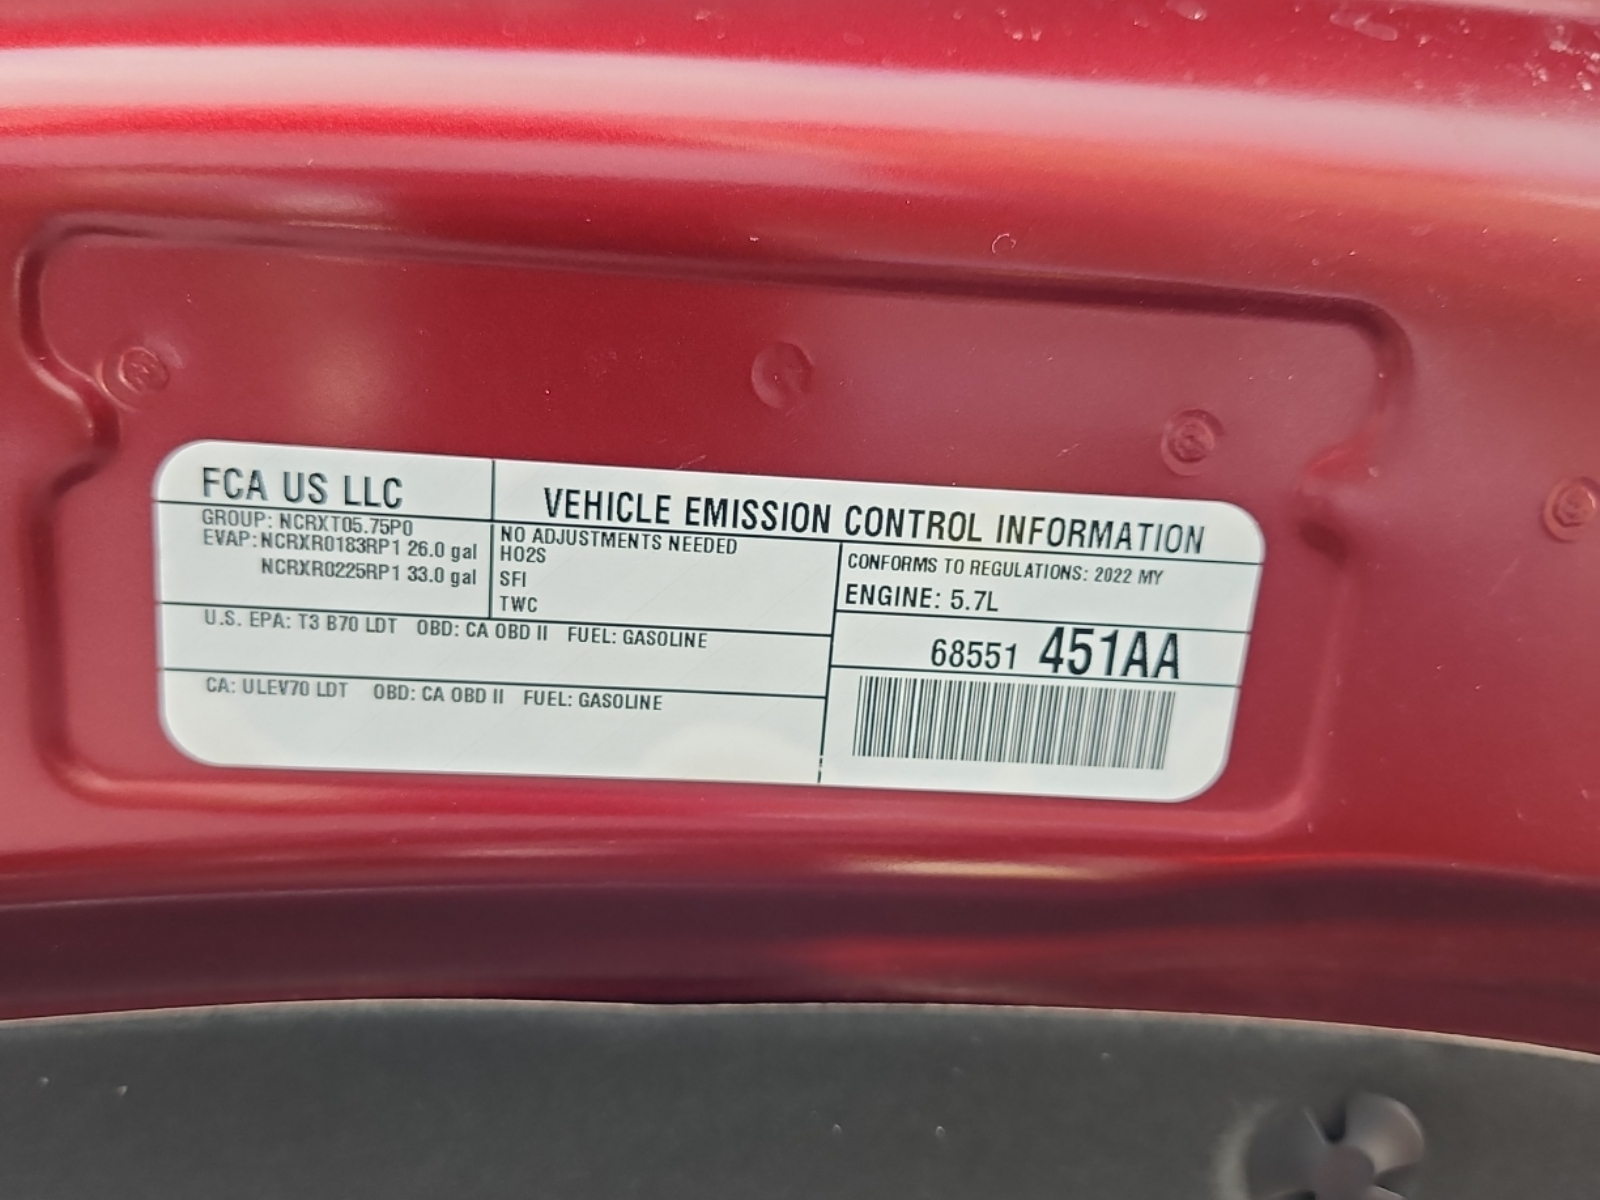 FCA US LLC
VEHICLE EMISSION CONTROL INFORMATION
GROUP: NCRXT05.75P0
EVAP: NCRXR0183RP1 26.0 gal
NCRXR0225RP1 33.0 gal
NO ADJUSTMENTS NEEDED
HO2S
SFI
TWC
CONFORMS TO REGULATIONS: 2022 MY
ENGINE: 5.7L
U.S. EPA: T3 B70 LDT OBD: CA OBD II FUEL: GASOLINE
68551 451AA
CA: ULEV70 LDT OBD: CA OBD II FUEL: GASOLINE